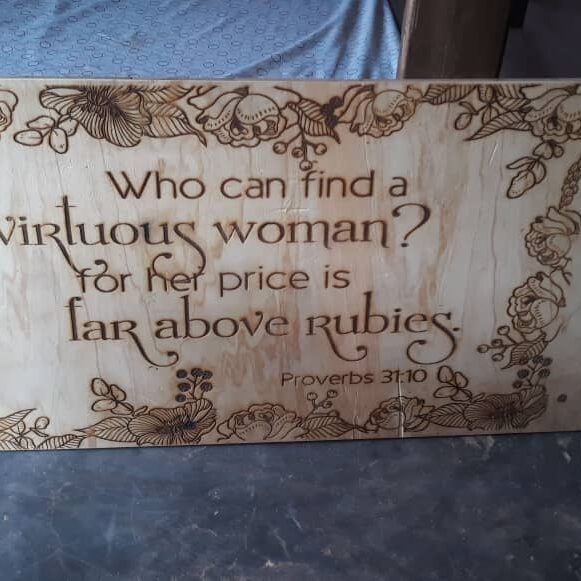 Who can find a
virtuous woman?
for her price is
far above rubies.
Proverbs 31:10